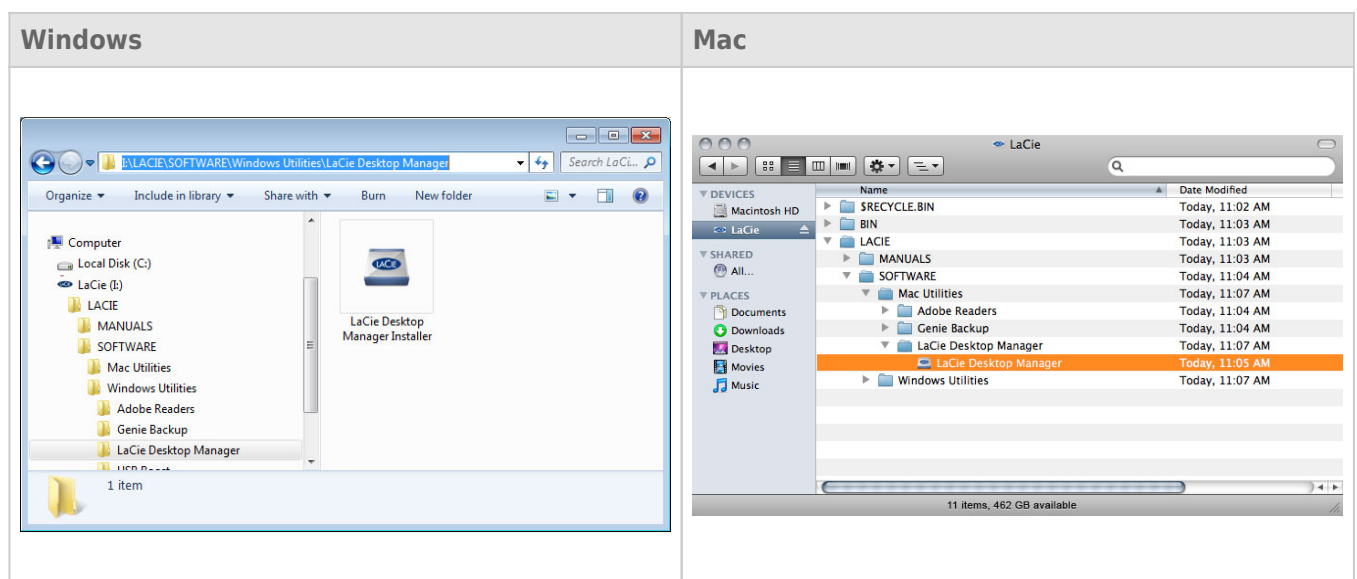 Windows
I:\LACIE\SOFTWARE\Windows Utilities\LaCie Desktop Manager
Search LaCi...
Organize Include in library Share with Burn New folder
Computer
Local Disk (C:)
LaCie (I:)
LACIE
MANUALS
SOFTWARE
Mac Utilities
Windows Utilities
Adobe Readers
Genie Backup
LaCie Desktop Manager
USB Boost
LACIE
LaCie Desktop
Manager Installer
1 item
Mac
LaCie
DEVICES
Macintosh HD
LaCie
SHARED
All...
PLACES
Documents
Downloads
Desktop
Movies
Music
Name Date Modified
$RECYCLE.BIN Today, 11:02 AM
BIN Today, 11:03 AM
LACIE Today, 11:03 AM
MANUALS Today, 11:03 AM
SOFTWARE Today, 11:04 AM
Mac Utilities Today, 11:07 AM
Adobe Readers Today, 11:04 AM
Genie Backup Today, 11:04 AM
LaCie Desktop Manager Today, 11:07 AM
LaCie Desktop Manager Today, 11:05 AM
Windows Utilities Today, 11:07 AM
11 items, 462 GB available